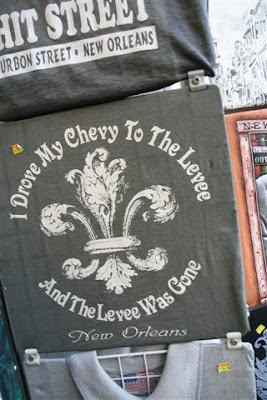 HIT STREET
URBON STREET • NEW ORLEANS
I Drove My Chevy To The Levee
And The Levee Was Gone
New Orleans